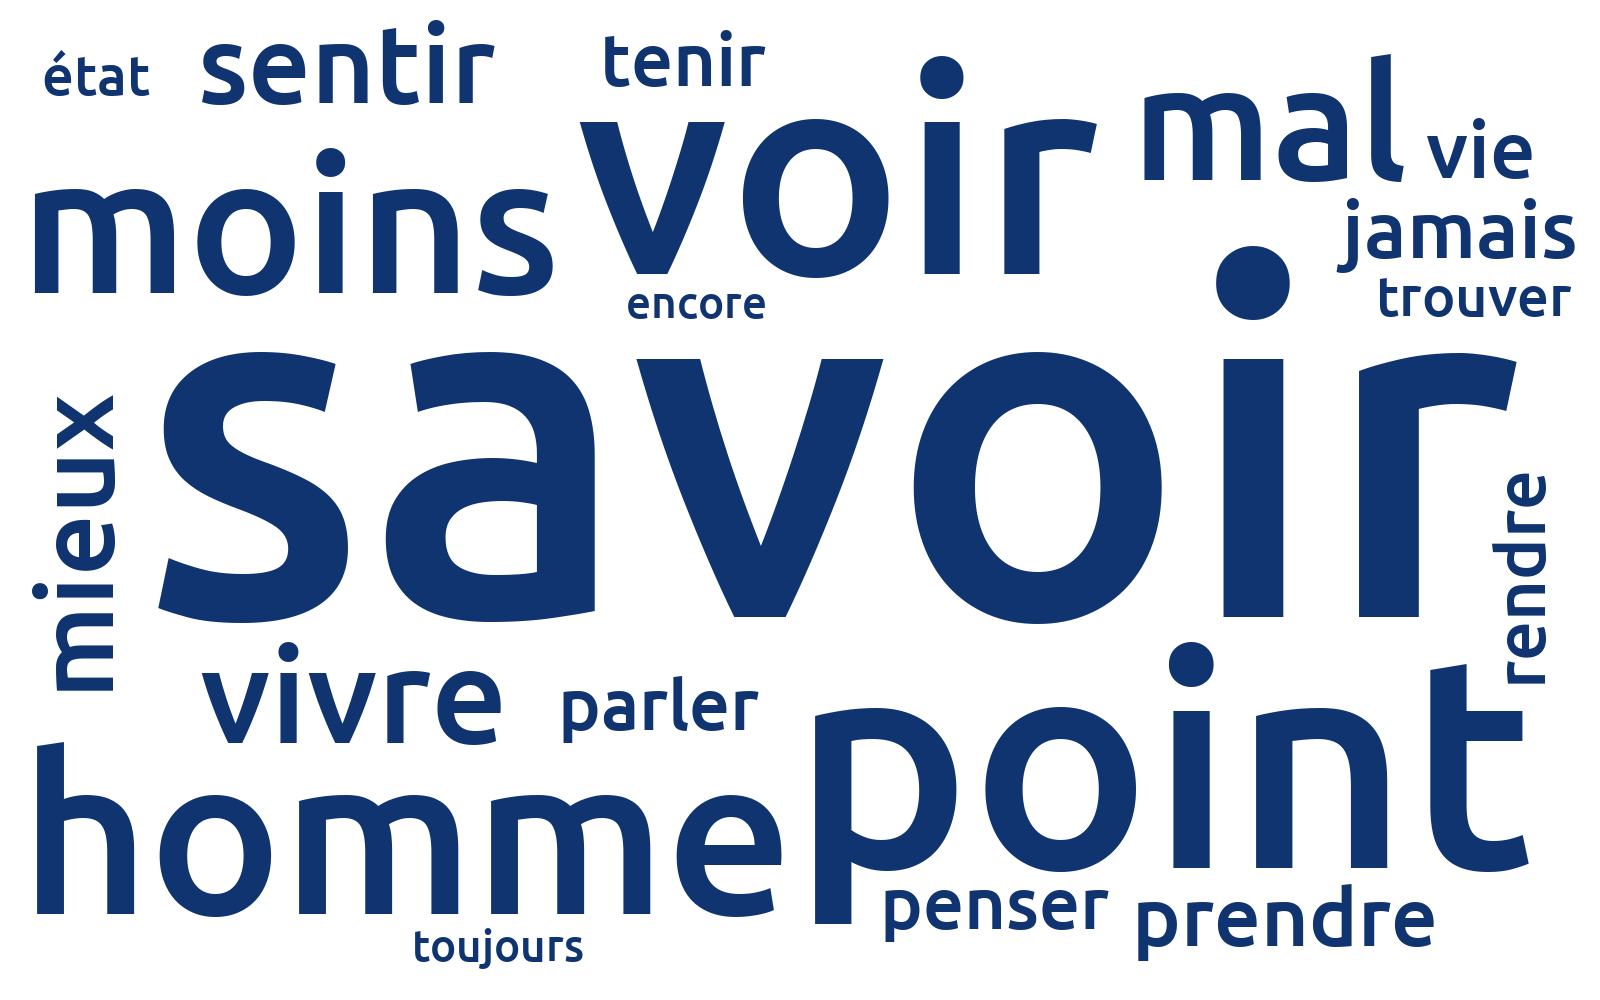 état
sentir
tenir
voir
mal
vie
moins
jamais
encore
trouver
savoir
mieux
rendre
vivre
parler
point
homme
penser
prendre
toujours